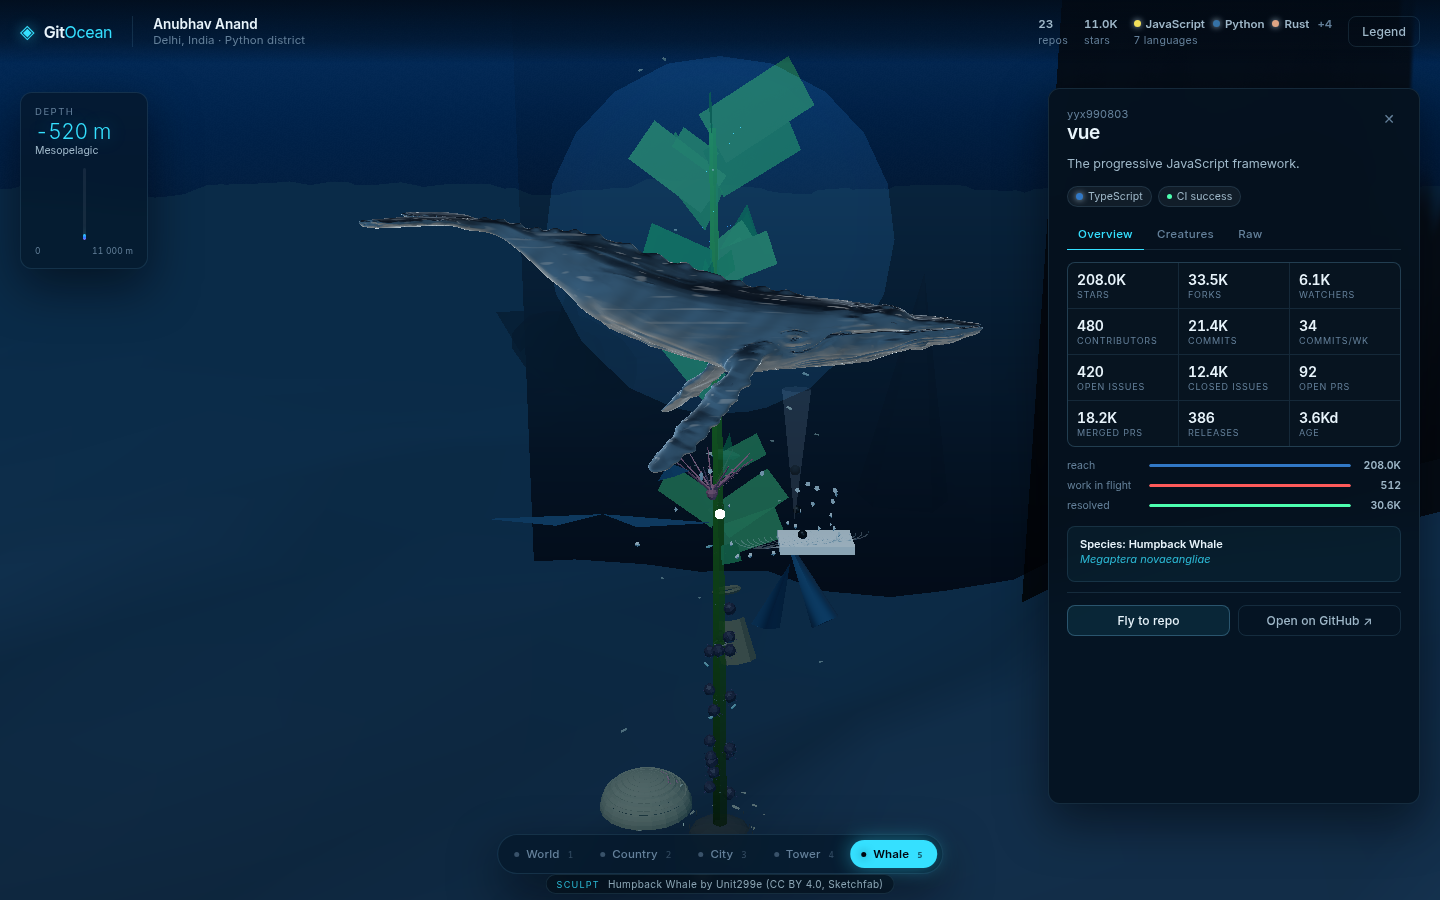 GitOcean
Anubhav Anand
Delhi, India · Python district
23 repos
11.0K stars
JavaScript Python Rust +4
7 languages
Legend
DEPTH
-520 m
Mesopelagic
0 11 000 m
yyx990803
vue
×
The progressive JavaScript framework.
TypeScript CI success
Overview Creatures Raw
208.0K 33.5K 6.1K
STARS FORKS WATCHERS
480 21.4K 34
CONTRIBUTORS COMMITS COMMITS/WK
420 12.4K 92
OPEN ISSUES CLOSED ISSUES OPEN PRS
18.2K 386 3.6Kd
MERGED PRS RELEASES AGE
reach 208.0K
work in flight 512
resolved 30.6K
Species: Humpback Whale
Megaptera novaeangliae
Fly to repo Open on GitHub ↗
World 1 Country 2 City 3 Tower 4 Whale 5
SCULPT Humpback Whale by Unit299e (CC BY 4.0, Sketchfab)